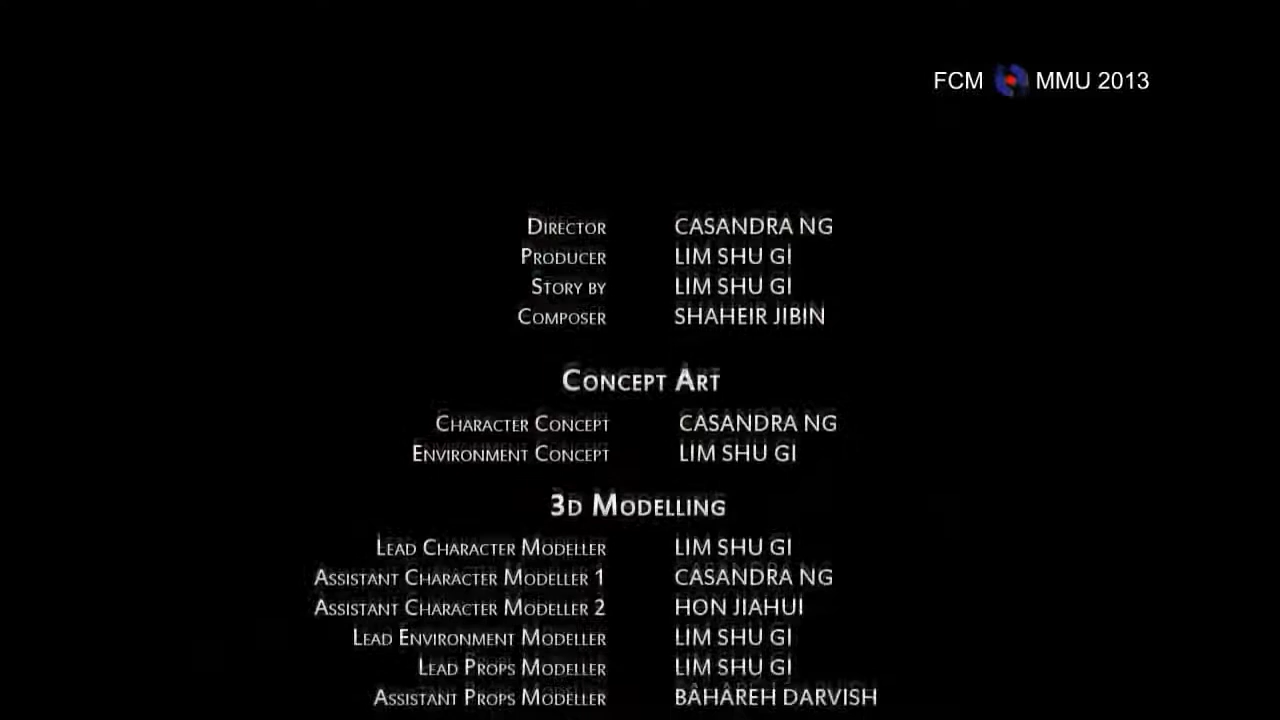 FCM MMU 2013
DIRECTOR CASANDRA NG
PRODUCER LIM SHU GI
STORY BY LIM SHU GI
COMPOSER SHAHEIR JIBIN
CONCEPT ART
CHARACTER CONCEPT CASANDRA NG
ENVIRONMENT CONCEPT LIM SHU GI
3D MODELLING
LEAD CHARACTER MODELLER LIM SHU GI
ASSISTANT CHARACTER MODELLER 1 CASANDRA NG
ASSISTANT CHARACTER MODELLER 2 HON JIAHUI
LEAD ENVIRONMENT MODELLER LIM SHU GI
LEAD PROPS MODELLER LIM SHU GI
ASSISTANT PROPS MODELLER BAHAREH DARVISH